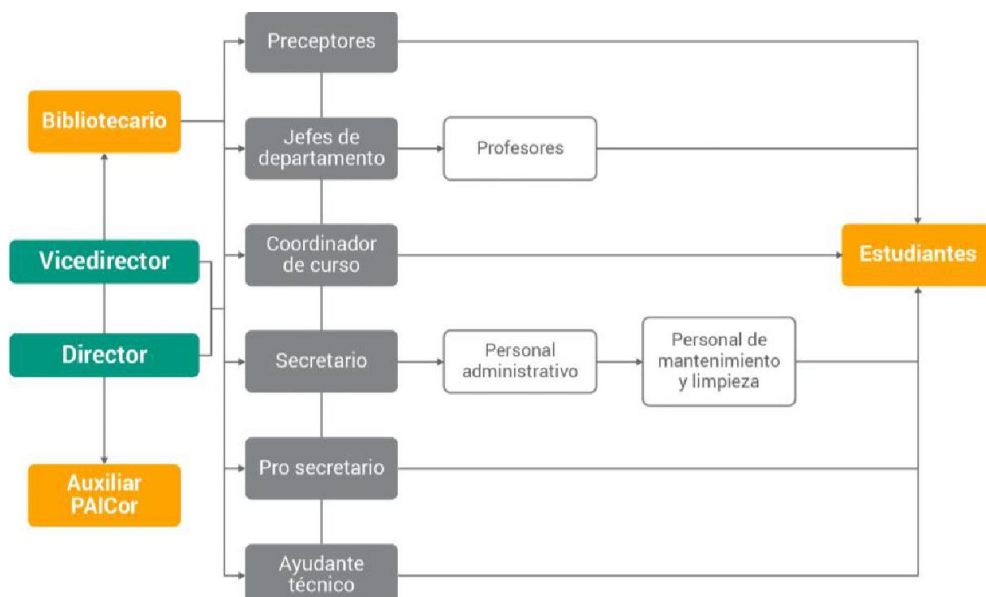 Preceptores
Bibliotecario
Jefes de
departamento
Profesores
Vicedirector
Coordinador
de curso
Estudiantes
Director
Secretario
Personal
administrativo
Personal de
mantenimiento
y limpieza
Auxiliar
PAICor
Pro secretario
Ayudante
técnico